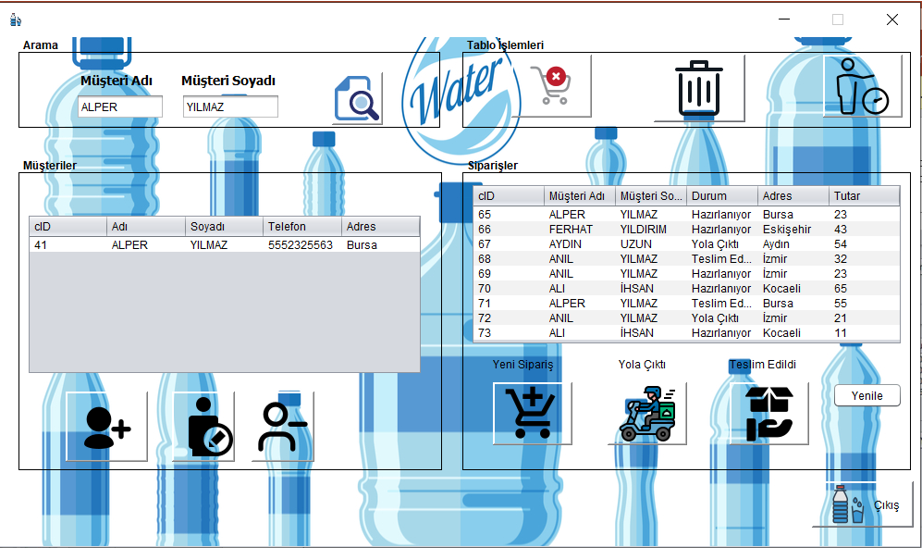 Arama
Müşteri Adı Müşteri Soyadı
ALPER YILMAZ
Water
Tablo İşlemleri
Müşteriler
cID Adı Soyadı Telefon Adres
41 ALPER YILMAZ 5552325563 Bursa
Siparişler
cID Müşteri Adı Müşteri So... Durum Adres Tutar
65 ALPER YILMAZ Hazırlanıyor Bursa 23
66 FERHAT YILDIRIM Hazırlanıyor Eskişehir 43
67 AYDIN UZUN Yola Çıktı Aydın 54
68 ANIL YILMAZ Teslim Ed... İzmir 32
69 ANIL YILMAZ Hazırlanıyor İzmir 23
70 ALI İHSAN Hazırlanıyor Kocaeli 65
71 ALPER YILMAZ Teslim Ed... Bursa 55
72 ANIL YILMAZ Yola Çıktı İzmir 21
73 ALI İHSAN Hazırlanıyor Kocaeli 11
Yeni Sipariş Yola Çıktı Teslim Edildi
Yenile
Çıkış